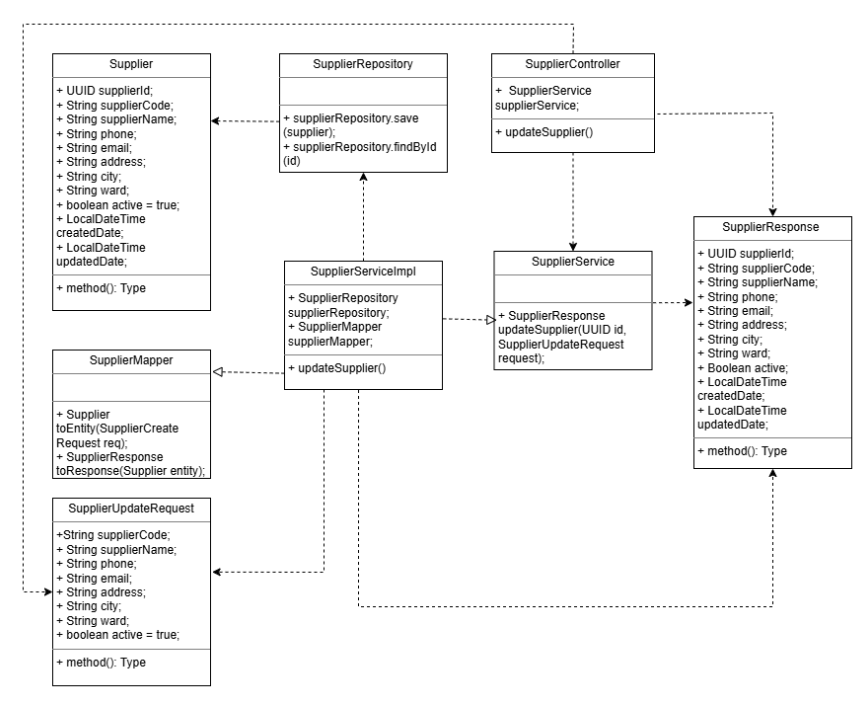 Supplier
+ UUID supplierId;
+ String supplierCode;
+ String supplierName;
+ String phone;
+ String email;
+ String address;
+ String city;
+ String ward;
+ boolean active = true;
+ LocalDateTime
createdDate;
+ LocalDateTime
updatedDate;
+ method(): Type
SupplierRepository
+ supplierRepository.save
(supplier);
+ supplierRepository.findById
(id)
SupplierController
+  SupplierService
supplierService;
+ updateSupplier()
SupplierResponse
+ UUID supplierId;
+ String supplierCode;
+ String supplierName;
+ String phone;
+ String email;
+ String address;
+ String city;
+ String ward;
+ Boolean active;
+ LocalDateTime
createdDate;
+ LocalDateTime
updatedDate;
+ method(): Type
SupplierServiceImpl
+ SupplierRepository
supplierRepository;
+ SupplierMapper
supplierMapper;
+ updateSupplier()
SupplierService
+ SupplierResponse
updateSupplier(UUID id,
SupplierUpdateRequest
request);
SupplierMapper
+ Supplier
toEntity(SupplierCreate
Request req);
+ SupplierResponse
toResponse(Supplier entity);
SupplierUpdateRequest
+String supplierCode;
+ String supplierName;
+ String phone;
+ String email;
+ String address;
+ String city;
+ String ward;
+ boolean active = true;
+ method(): Type